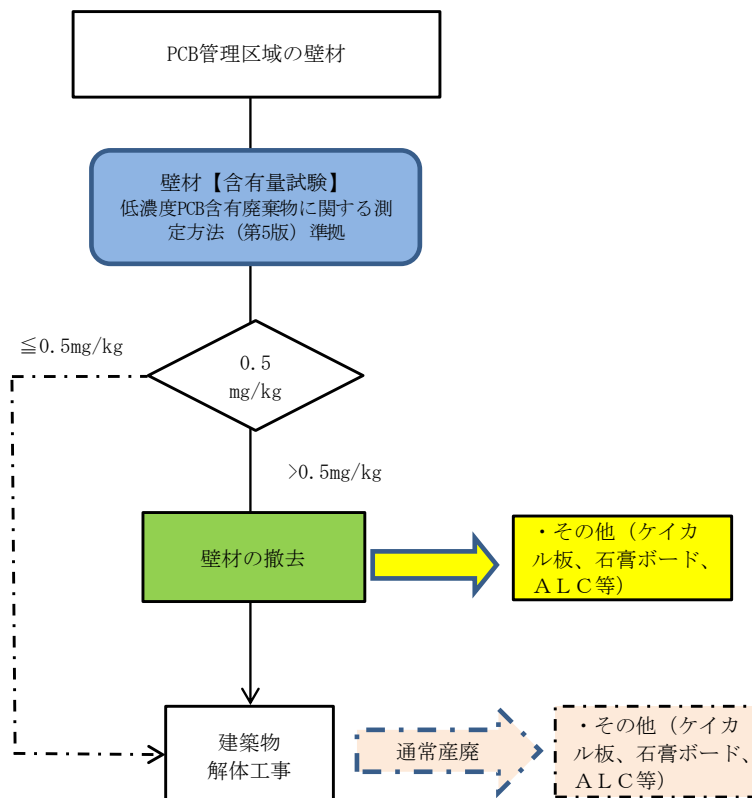 PCB管理区域の壁材
壁材【含有量試験】
低濃度PCB含有廃棄物に関する測
定方法（第5版）準拠
≦0.5mg/kg
0.5
mg/kg
>0.5mg/kg
壁材の撤去
・その他（ケイカ
ル板、石膏ボード、
ＡＬＣ等）
建築物
解体工事
通常産廃
・その他（ケイカ
ル板、石膏ボード、
ＡＬＣ等）